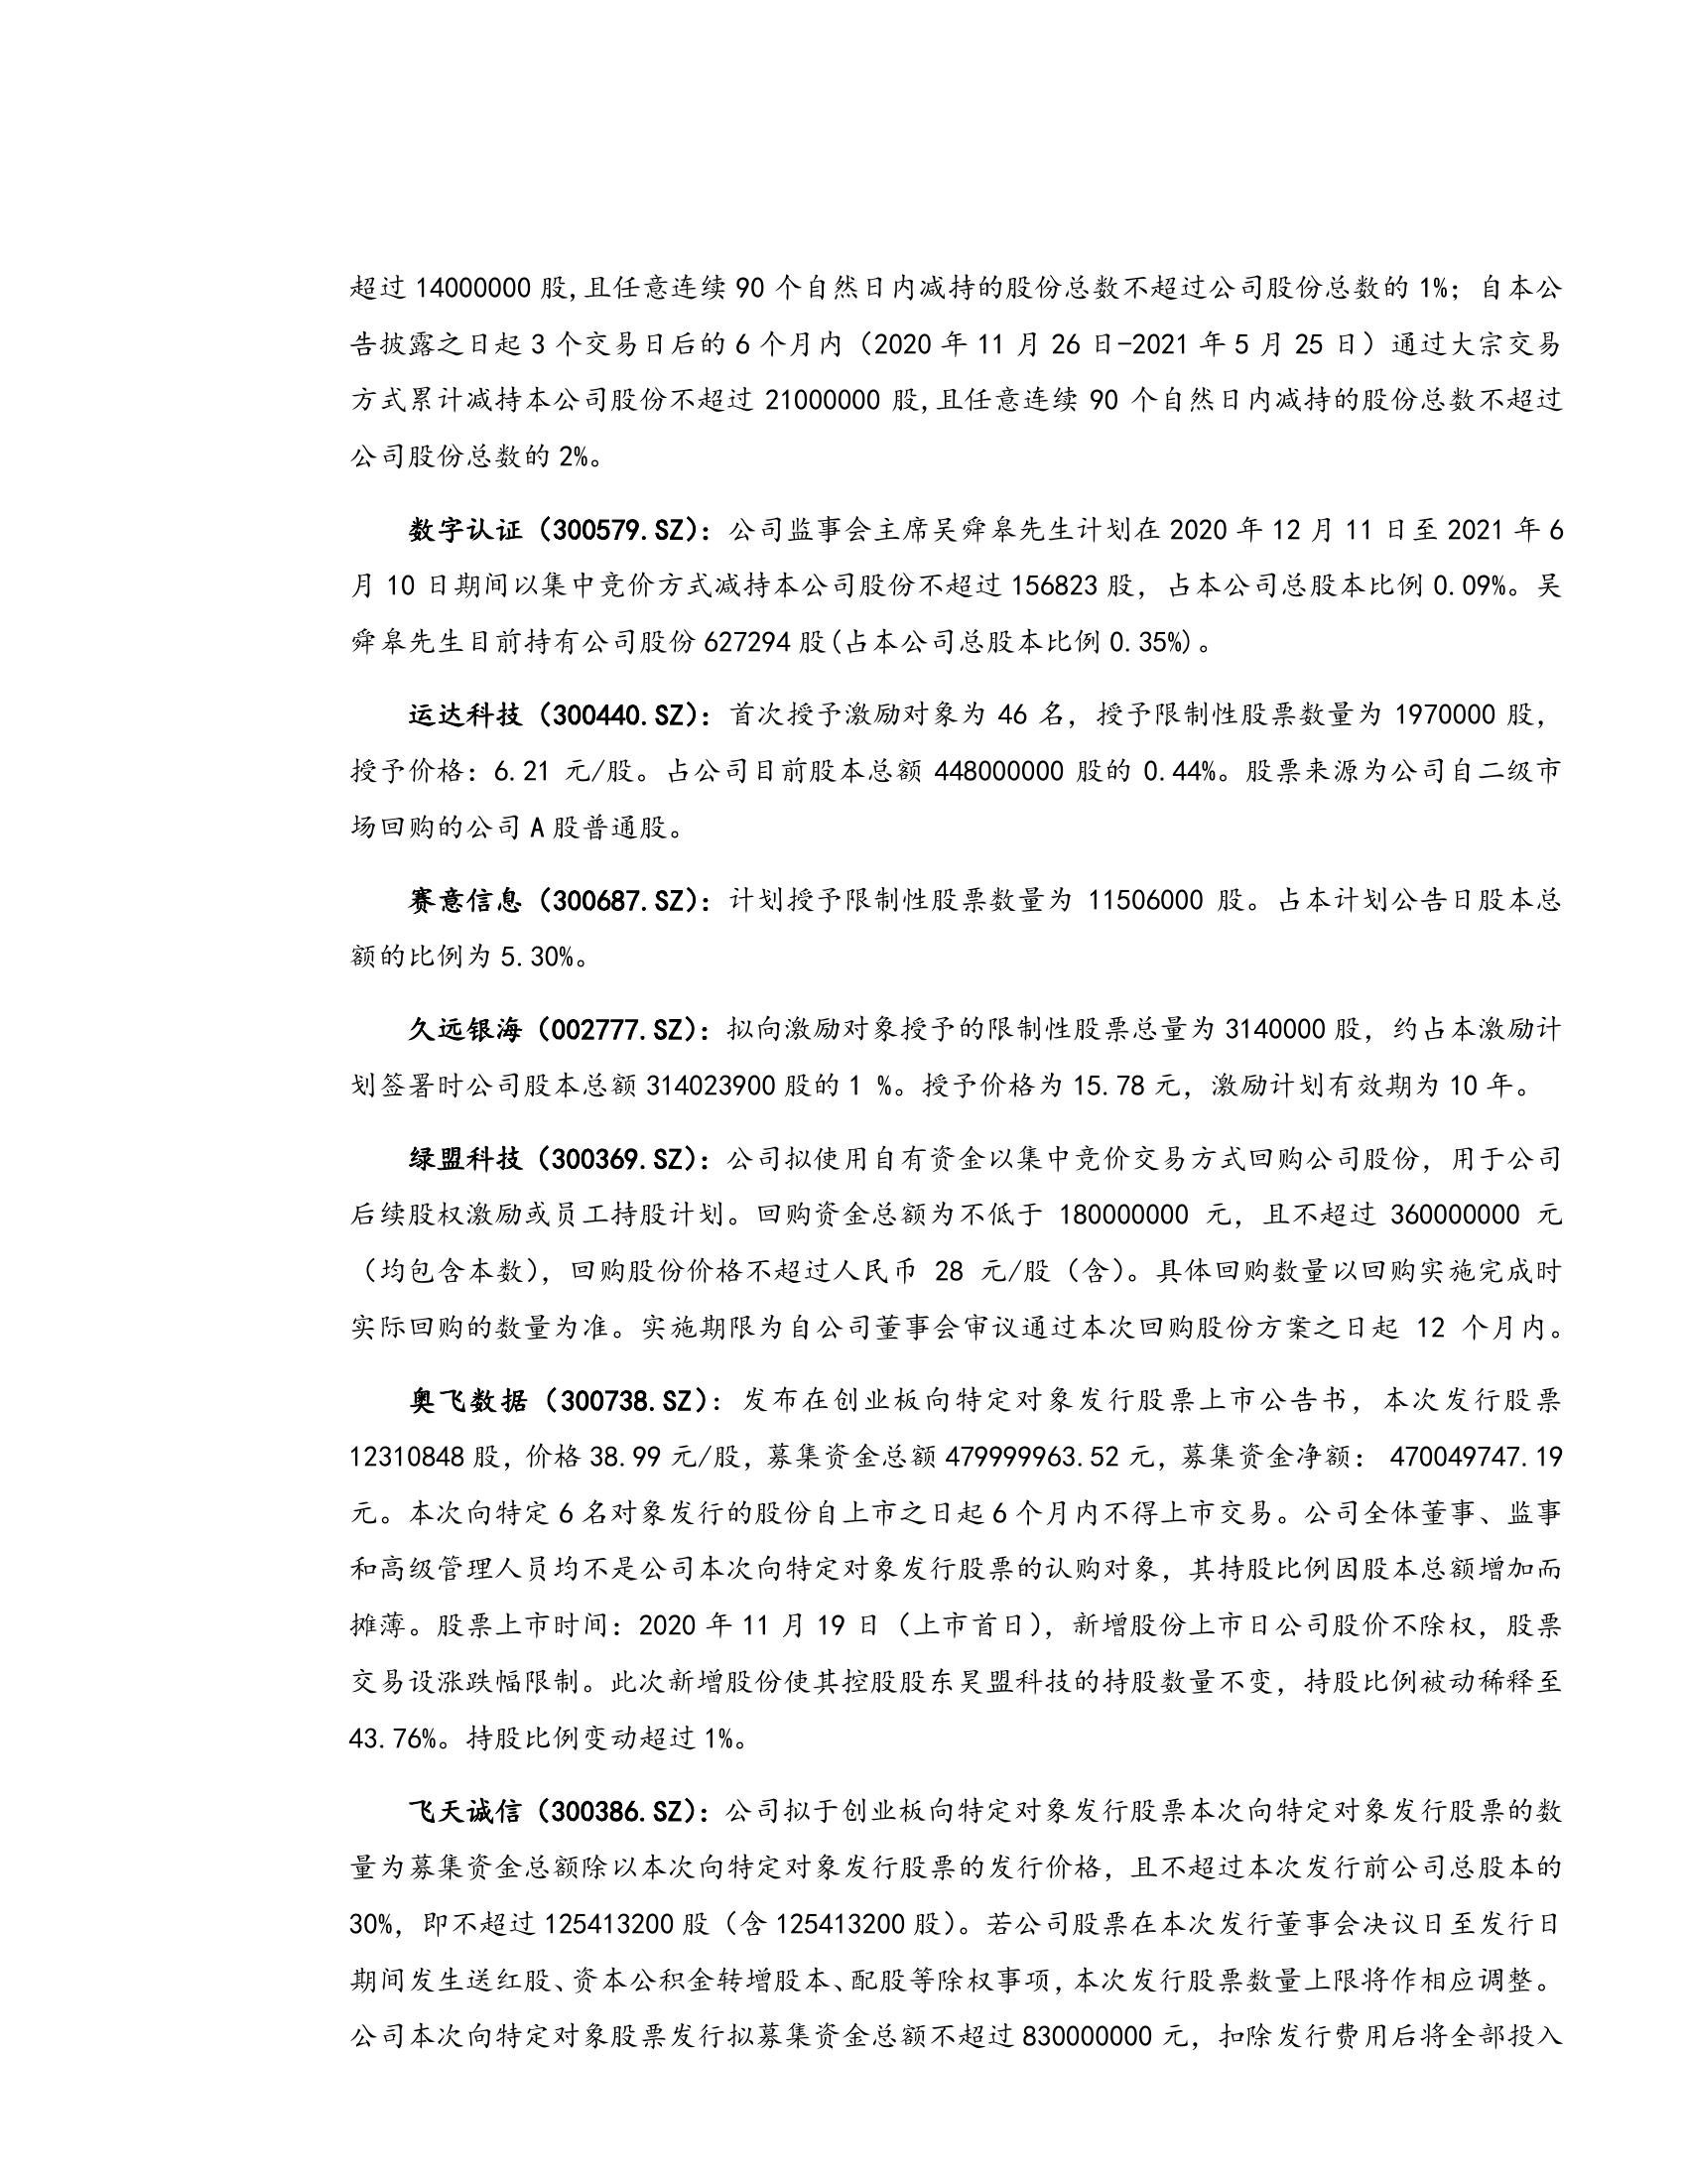 超过 14000000 股,且任意连续 90 个自然日内减持的股份总数不超过公司股份总数的 1%；自本公
告披露之日起 3 个交易日后的 6 个月内（2020 年 11 月 26 日-2021 年 5 月 25 日）通过大宗交易
方式累计减持本公司股份不超过 21000000 股,且任意连续 90 个自然日内减持的股份总数不超过
公司股份总数的 2%。
数字认证（300579.SZ）：公司监事会主席吴舜皋先生计划在 2020 年 12 月 11 日至 2021 年 6
月 10 日期间以集中竞价方式减持本公司股份不超过 156823 股，占本公司总股本比例 0.09%。吴
舜皋先生目前持有公司股份 627294 股(占本公司总股本比例 0.35%)。
运达科技（300440.SZ）：首次授予激励对象为 46 名，授予限制性股票数量为 1970000 股，
授予价格：6.21 元/股。占公司目前股本总额 448000000 股的 0.44%。股票来源为公司自二级市
场回购的公司 A 股普通股。
赛意信息（300687.SZ）：计划授予限制性股票数量为 11506000 股。占本计划公告日股本总
额的比例为 5.30%。
久远银海（002777.SZ）：拟向激励对象授予的限制性股票总量为 3140000 股，约占本激励计
划签署时公司股本总额 314023900 股的 1 %。授予价格为 15.78 元，激励计划有效期为 10 年。
绿盟科技（300369.SZ）：公司拟使用自有资金以集中竞价交易方式回购公司股份，用于公司
后续股权激励或员工持股计划。回购资金总额为不低于 180000000 元，且不超过 360000000 元
（均包含本数），回购股份价格不超过人民币 28 元/股（含）。具体回购数量以回购实施完成时
实际回购的数量为准。实施期限为自公司董事会审议通过本次回购股份方案之日起 12 个月内。
奥飞数据（300738.SZ）：发布在创业板向特定对象发行股票上市公告书，本次发行股票
12310848 股，价格 38.99 元/股，募集资金总额 479999963.52 元，募集资金净额： 470049747.19
元。本次向特定 6 名对象发行的股份自上市之日起 6 个月内不得上市交易。公司全体董事、监事
和高级管理人员均不是公司本次向特定对象发行股票的认购对象，其持股比例因股本总额增加而
摊薄。股票上市时间：2020 年 11 月 19 日（上市首日），新增股份上市日公司股价不除权，股票
交易设涨跌幅限制。此次新增股份使其控股股东昊盟科技的持股数量不变，持股比例被动稀释至
43.76%。持股比例变动超过 1%。
飞天诚信（300386.SZ）：公司拟于创业板向特定对象发行股票本次向特定对象发行股票的数
量为募集资金总额除以本次向特定对象发行股票的发行价格，且不超过本次发行前公司总股本的
30%，即不超过 125413200 股（含 125413200 股）。若公司股票在本次发行董事会决议日至发行日
期间发生送红股、资本公积金转增股本、配股等除权事项，本次发行股票数量上限将作相应调整。
公司本次向特定对象股票发行拟募集资金总额不超过 830000000 元，扣除发行费用后将全部投入